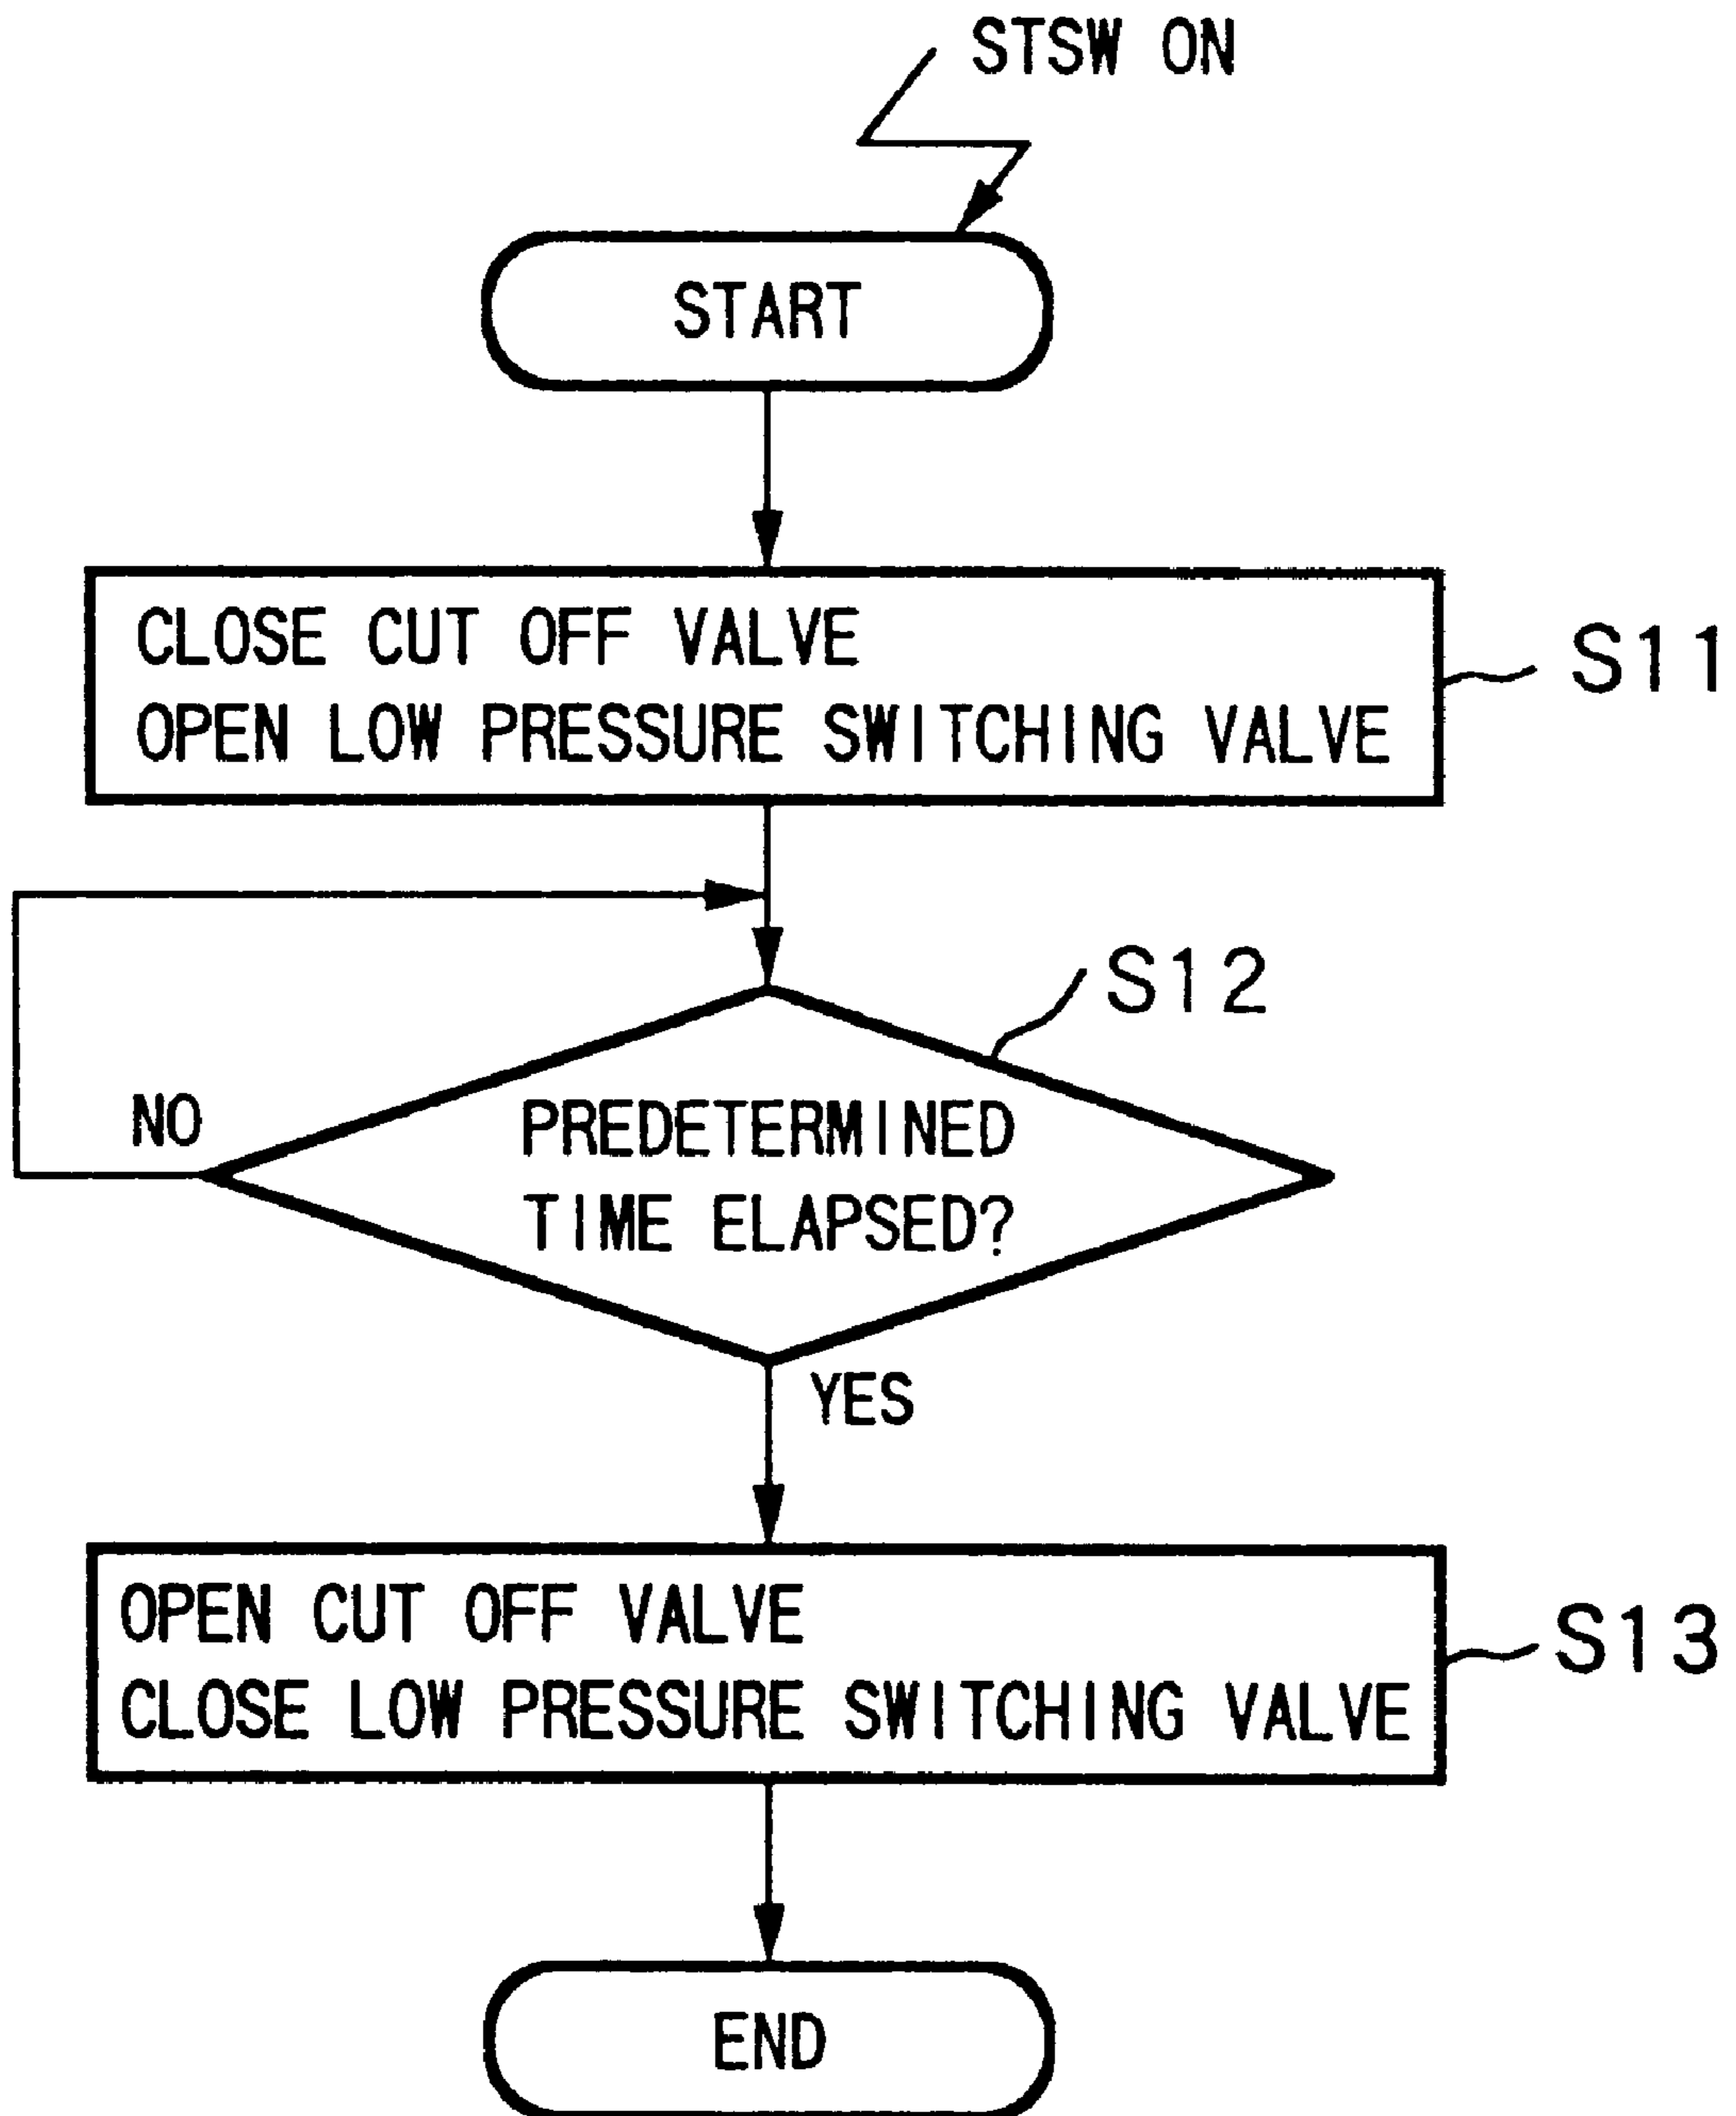 STSW ON
START
CLOSE CUT OFF VALVE
OPEN LOW PRESSURE SWITCHING VALVE
S11
S12
NO
PREDETERMINED
TIME ELAPSED?
YES
OPEN CUT OFF VALVE
CLOSE LOW PRESSURE SWITCHING VALVE
S13
END